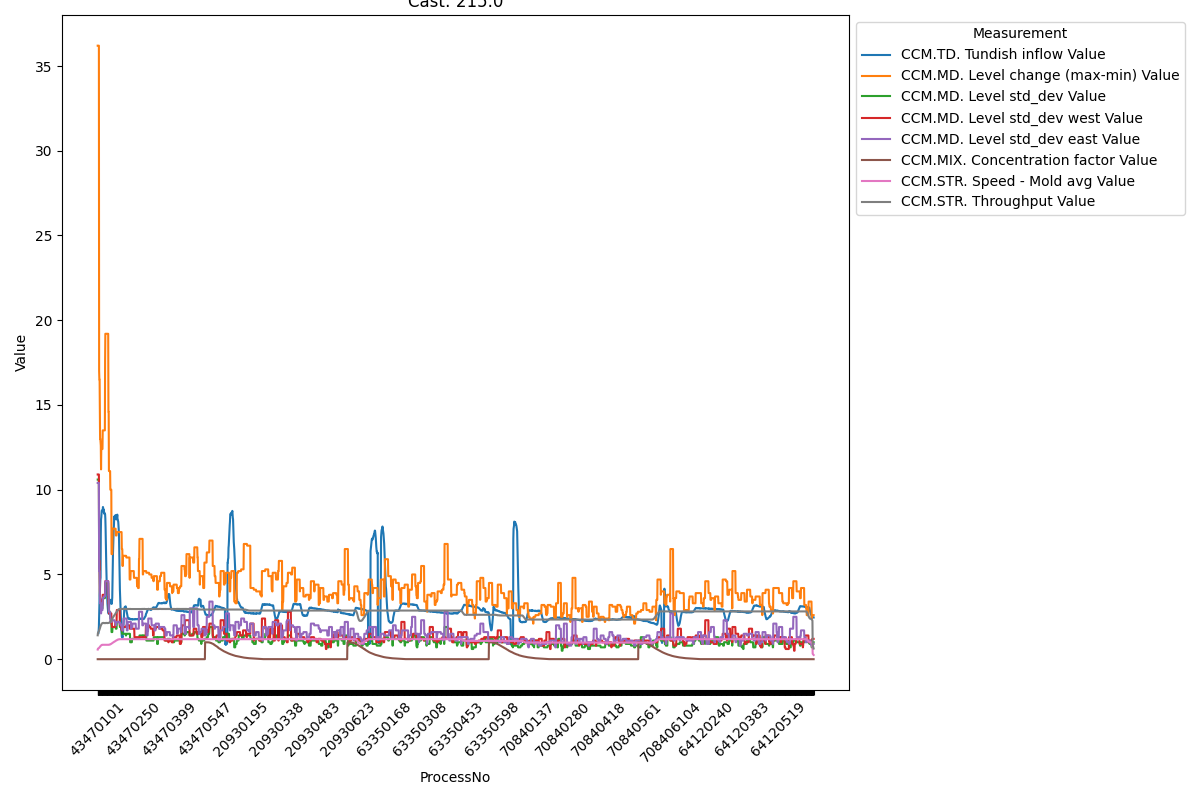 Cast: 215.0
Measurement
CCM.TD. Tundish inflow Value
CCM.MD. Level change (max-min) Value
CCM.MD. Level std_dev Value
CCM.MD. Level std_dev west Value
CCM.MD. Level std_dev east Value
CCM.MIX. Concentration factor Value
CCM.STR. Speed - Mold avg Value
CCM.STR. Throughput Value
Value
35
30
25
20
15
10
5
0
43470101
43470250
43470399
43470547
20930195
20930338
20930483
20930623
63350168
63350308
63350453
63350598
70840137
70840280
70840418
70840561
708406104
64120240
64120383
64120519
ProcessNo